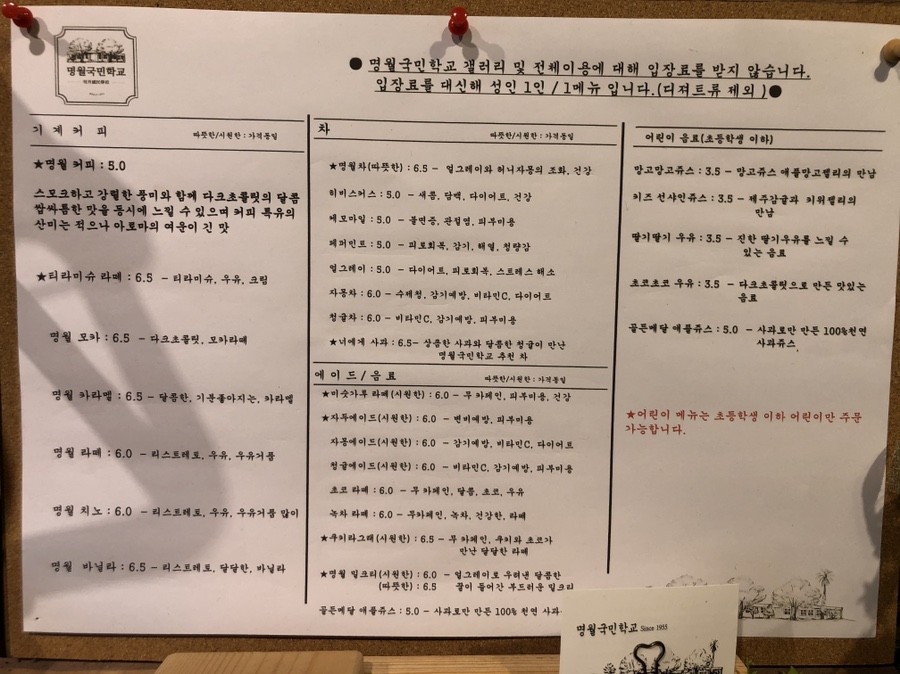 명월국민학교
● 명월국민학교 갤러리 및 전체이용에 대해 입장료를 받지 않습니다.
입장료를 대신해 성인 1인 / 1메뉴 입니다.(디져트류 제외 )●
기 계 커 피 따뜻한/시원한 : 가격동일
★명월 커피 : 5.0
스모크하고 강렬한 풍미와 함께 다크초콜릿의 달콤
쌉싸름한 맛을 동시에 느낄 수 있으며 커피 특유의
산미는 적으나 아로마의 여운이 긴 맛
★티라미슈 라떼 : 6.5 - 티라미슈, 우유, 크림
명월 모카 : 6.5 - 다크초콜릿, 모카라떼
명월 카라멜 : 6.5 - 달콤한, 기분좋아지는, 카라멜
명월 라떼 : 6.0 - 리스트레토, 우유, 우유거품
명월 치노 : 6.0 - 리스트레토, 우유, 우유거품 많이
명월 바닐라 : 6.5 - 리스트레토, 달달한, 바닐라
차 따뜻한/시원한 : 가격동일
★명월차(따뜻한) : 6.5 - 얼그레이와 허니자몽의 조화, 건강
히비스커스 : 5.0 - 새콤, 담백, 다이어트, 건강
캐모마일 : 5.0 - 불면증, 관절염, 피부미용
페퍼민트 : 5.0 - 피로회복, 감기, 해열, 청량감
얼그레이 : 5.0 - 다이어트, 피로회복, 스트레스 해소
자몽차 : 6.0 - 수제청, 감기예방, 비타민C, 다이어트
청귤차 : 6.0 - 비타민C, 감기예방, 피부미용
★너에게 사과 : 6.5- 상큼한 사과와 달콤한 청귤이 만난
명월국민학교 추천 차
에 이 드 / 음 료 따뜻한/시원한 : 가격동일
★미숫가루 라떼(시원한) : 6.0 - 무 카페인, 피부미용, 건강
★자두에이드(시원한) : 6.0 - 변비예방, 피부미용
자몽에이드(시원한) : 6.0 - 감기예방, 비타민C, 다이어트
청귤에이드(시원한) : 6.0 - 비타민C, 감기예방, 피부미용
초코 라떼 : 6.0 - 무 카페인, 달콤, 초코, 우유
녹차 라떼 : 6.0 - 무카페인, 녹차, 건강한, 라떼
★쿠키라그래(시원한) : 6.5 - 무 카페인, 쿠키와 초코가
만난 달달한 라떼
★명월 밀크티(시원한) : 6.0 - 얼그레이로 우려낸 달콤한
(따뜻한) : 6.5 꿀이 들어간 부드러운 밀크티
골든메달 애플쥬스 : 5.0 - 사과로만 만든 100% 천연 사과
어린이 음료(초등학생 이하)
망고망고쥬스 : 3.5 - 망고쥬스 애플망고젤리의 만남
키즈 선샤인쥬스 : 3.5 - 제주감귤과 키위젤리의
만남
딸기딸기 우유 : 3.5 - 진한 딸기우유를 느낄 수
있는 음료
초코초코 우유 : 3.5 - 다크초콜릿으로 만든 맛있는
음료
골든메달 애플쥬스 : 5.0 - 사과로만 만든 100%천연
사과쥬스,
★어린이 메뉴는 초등학생 이하 어린이만 주문
가능합니다.
명월국민학교 Since 1955